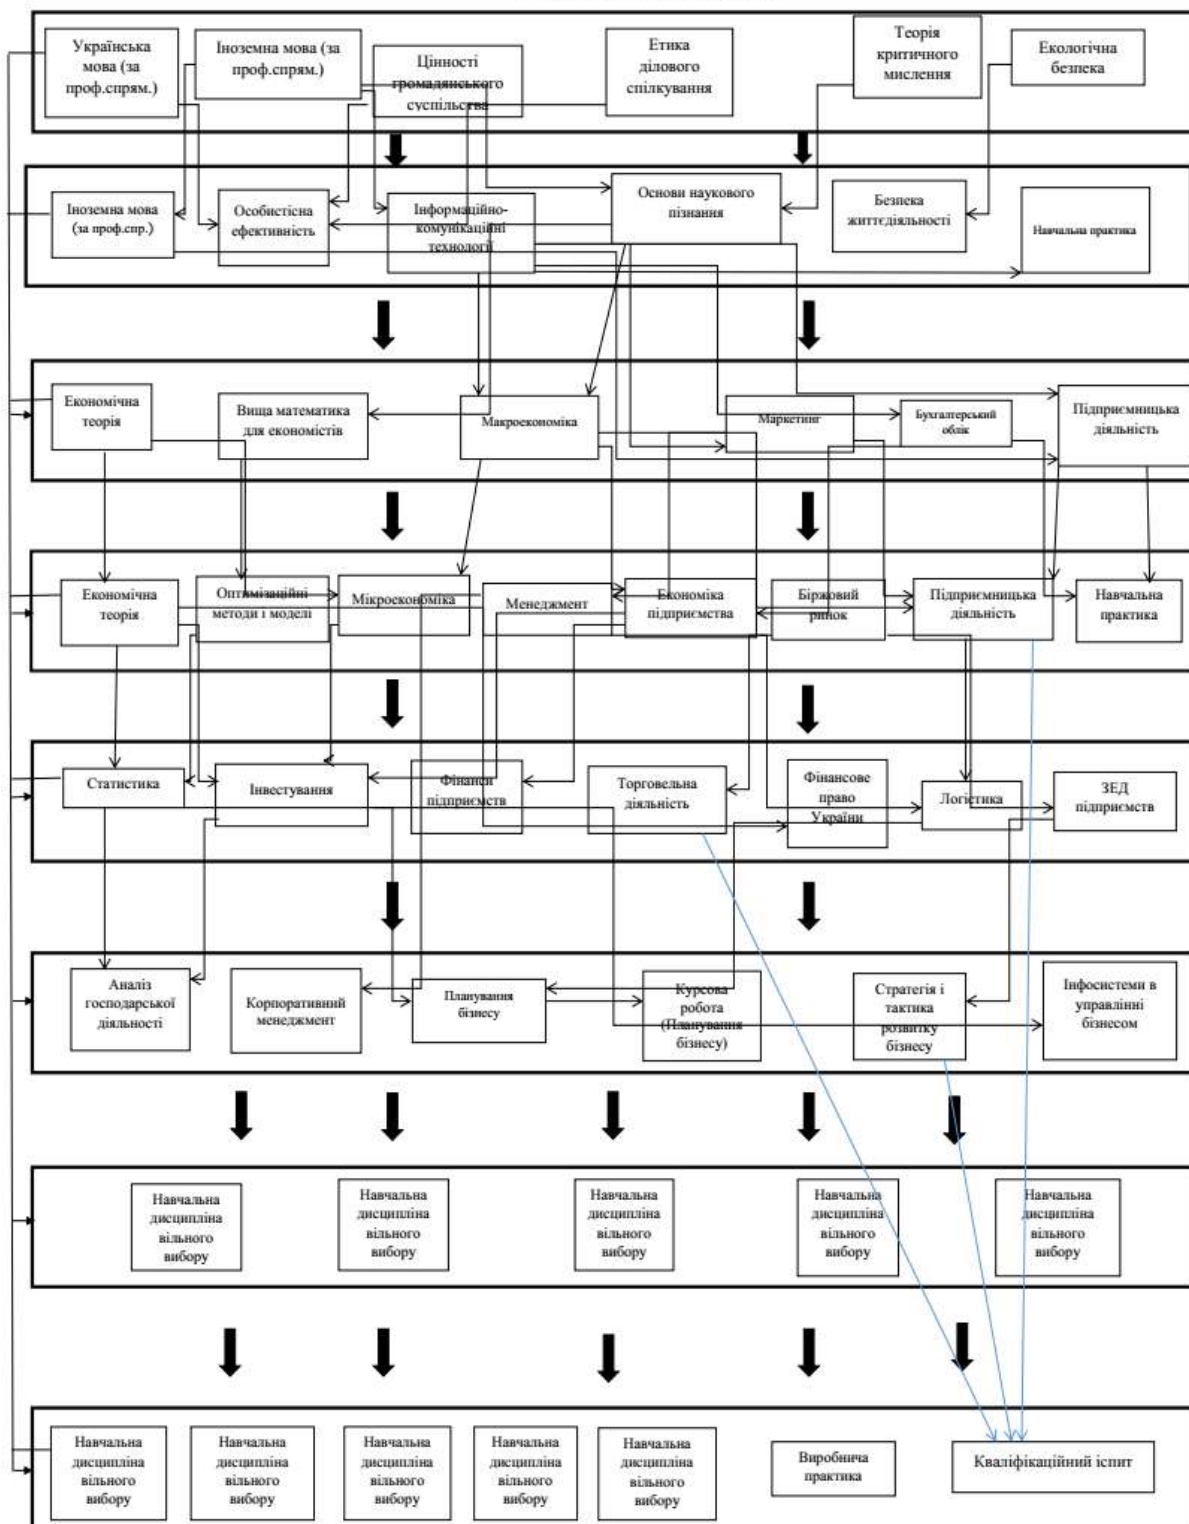 Українська
мова (за
проф.спрям.)
Іноземна мова (за
проф.спрям.)
Цінності
громадянського
суспільства
Етика
ділового
спілкування
Теорія
критичного
мислення
Екологічна
безпека
Іноземна мова
(за проф.спр.)
Особистісна
ефективність
Інформаційно-
комунікаційні
технології
Основи наукового
пізнання
Безпека
життєдіяльності
Навчальна практика
Економічна
теорія
Вища математика
для економістів
Макроекономіка
Маркетинг
Бухгалтерський
облік
Підприємницька
діяльність
Економічна
теорія
Оптимізаційні
методи і моделі
Мікроекономіка
Менеджмент
Економіка
підприємства
Біржовий
ринок
Підприємницька
діяльність
Навчальна
практика
Статистика
Інвестування
Фінанси
підприємств
Торговельна
діяльність
Фінансове
право
України
Логістика
ЗЕД
підприємств
Аналіз
господарської
діяльності
Корпоративний
менеджмент
Планування
бізнесу
Курсова
робота
(Планування
бізнесу)
Стратегія і
тактика
розвитку
бізнесу
Інфосистеми в
управлінні
бізнесом
Навчальна
дисципліна
вільного
вибору
Навчальна
дисципліна
вільного
вибору
Навчальна
дисципліна
вільного
вибору
Навчальна
дисципліна
вільного
вибору
Навчальна
дисципліна
вільного
вибору
Навчальна
дисципліна
вільного
вибору
Навчальна
дисципліна
вільного
вибору
Навчальна
дисципліна
вільного
вибору
Навчальна
дисципліна
вільного
вибору
Навчальна
дисципліна
вільного
вибору
Виробнича
практика
Кваліфікаційний іспит